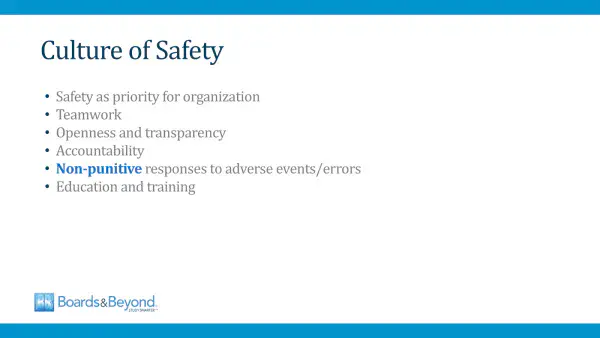 Culture of Safety
• Safety as priority for organization
• Teamwork
• Openness and transparency
• Accountability
• Non-punitive responses to adverse events/errors
• Education and training
Boards&Beyond